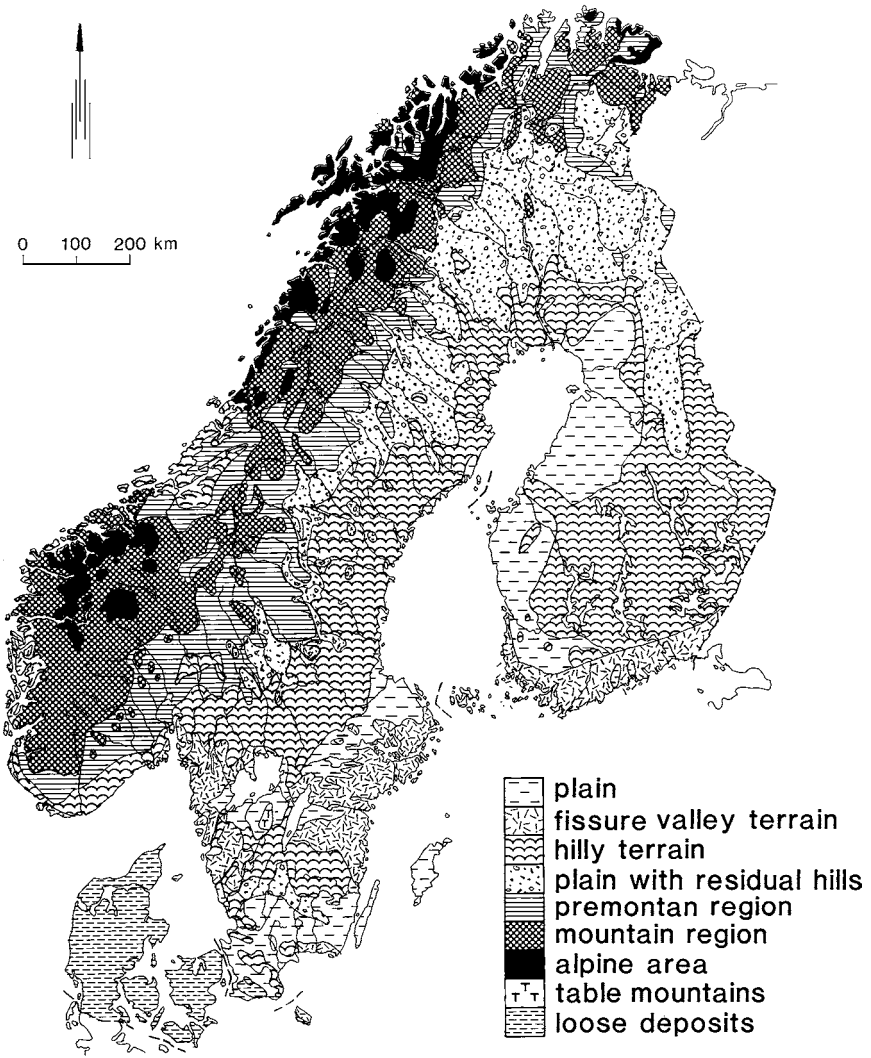 0 100 200 km
plain
fissure valley terrain
hilly terrain
plain with residual hills
premontan region
mountain region
alpine area
T T T table mountains
loose deposits